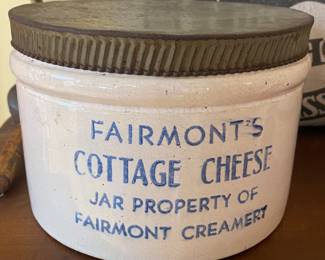 FAIRMONT'S
COTTAGE CHEESE
JAR PROPERTY OF
FAIRMONT CREAMERY